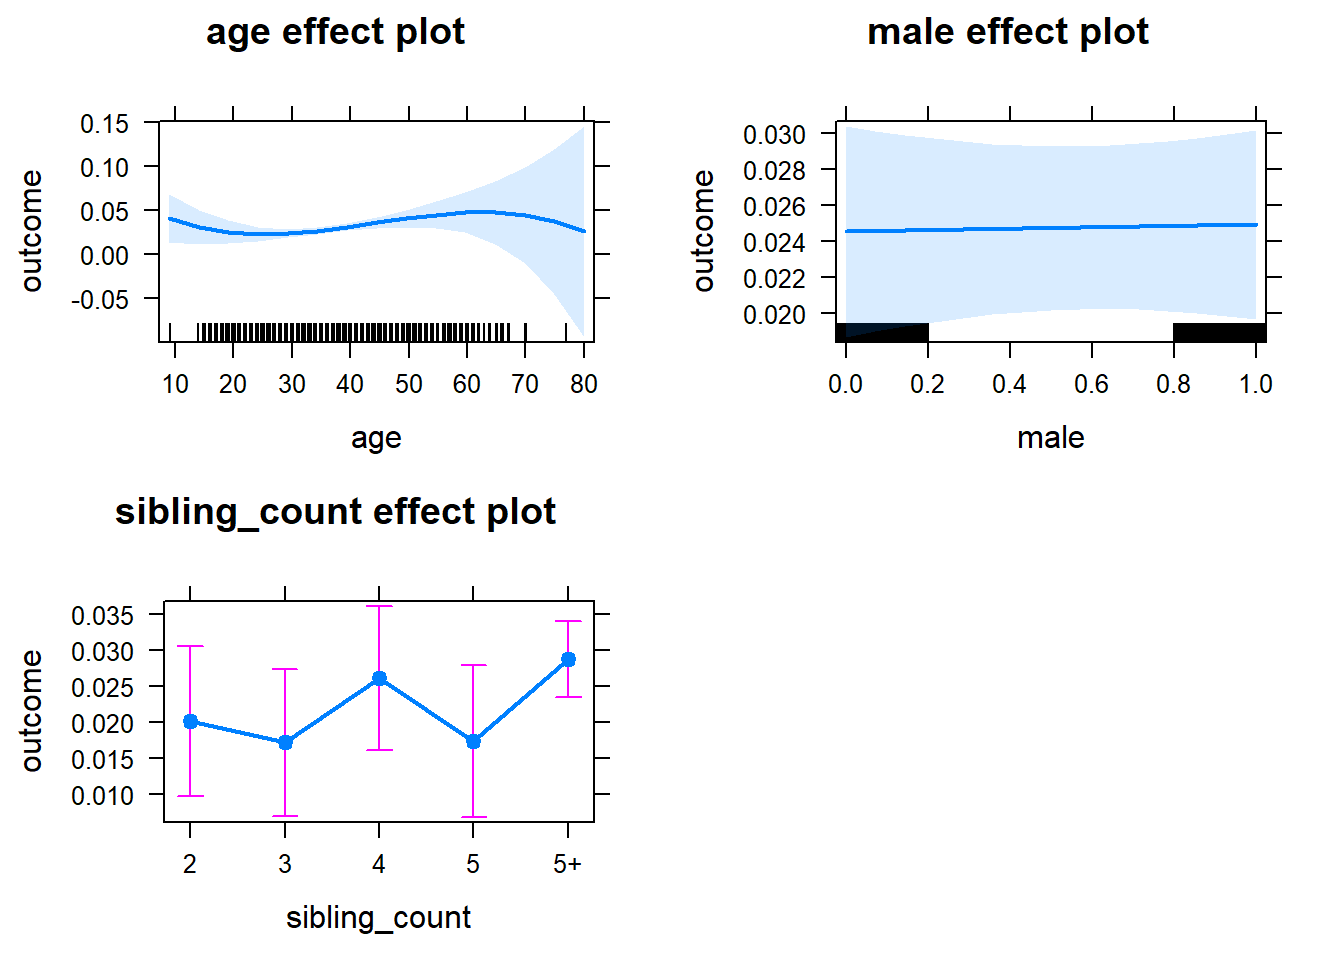 age effect plot
outcome
0.15
0.10
0.05
0.00
-0.05
10 20 30 40 50 60 70 80
age
male effect plot
outcome
0.030
0.028
0.026
0.024
0.022
0.020
0.0 0.2 0.4 0.6 0.8 1.0
male
sibling_count effect plot
outcome
0.035
0.030
0.025
0.020
0.015
0.010
2 3 4 5 5+
sibling_count